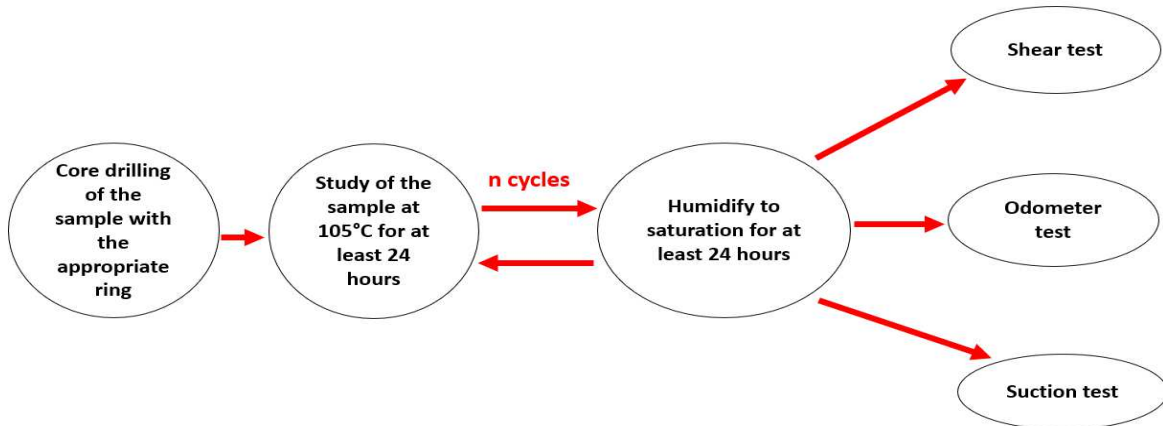 Core drilling
of the
sample with
the
appropriate
ring
Study of the
sample at
105°C for at
least 24
hours
n cycles
Humidify to
saturation for at
least 24 hours
Shear test
Odometer
test
Suction test